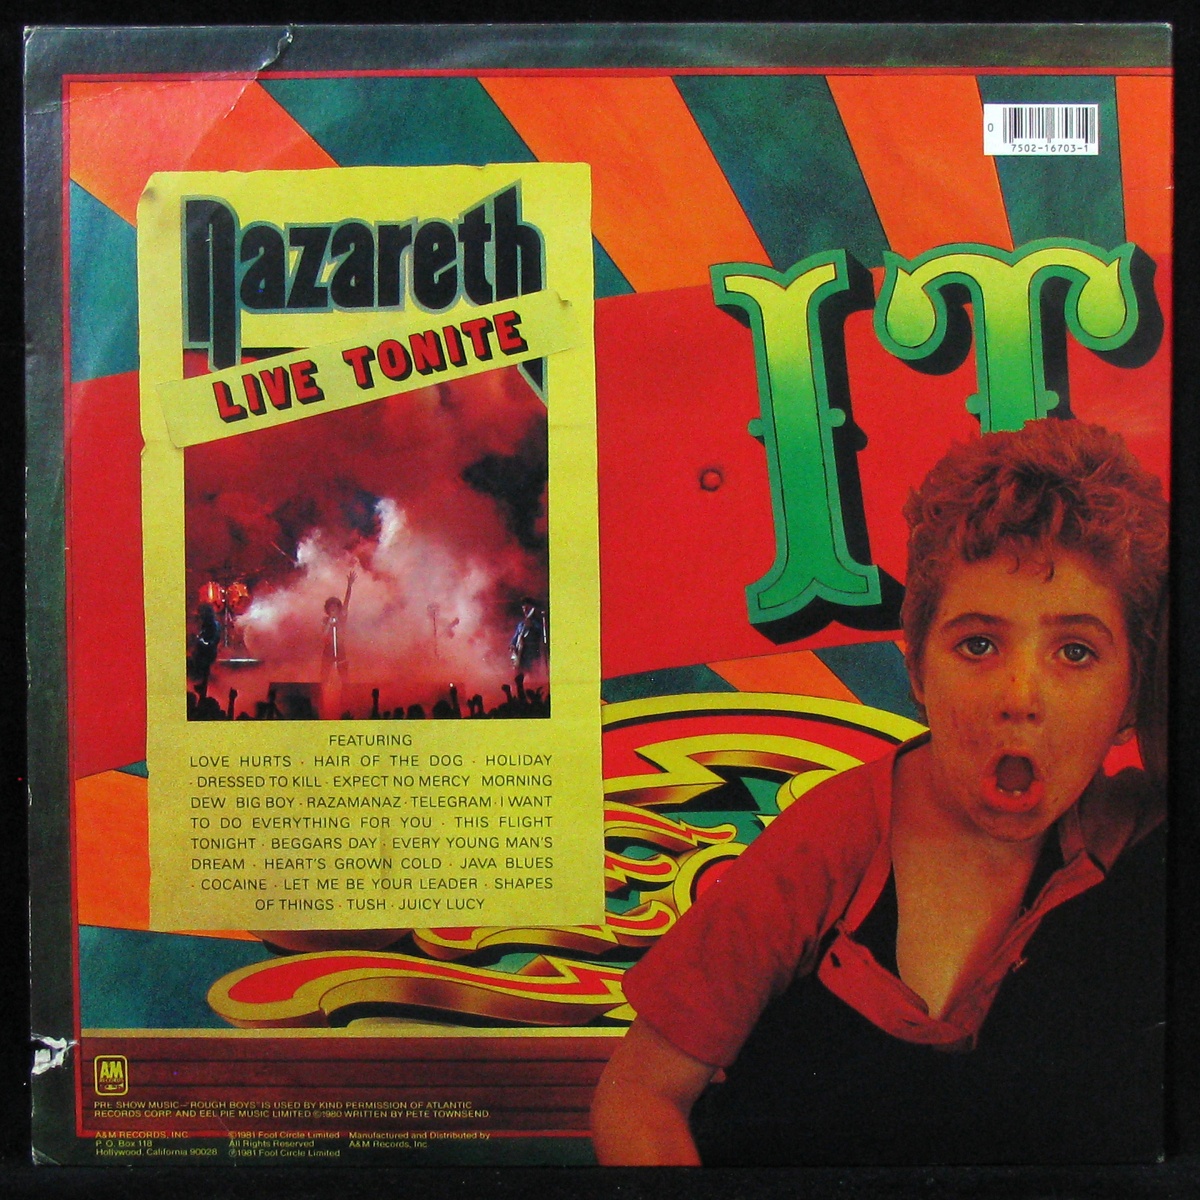 0
7502-16703-1
nazareth
LIVE TONITE
IT
FEATURING
LOVE HURTS · HAIR OF THE DOG · HOLIDAY
· DRESSED TO KILL · EXPECT NO MERCY MORNING
DEW BIG BOY · RAZAMANAZ · TELEGRAM · I WANT
TO DO EVERYTHING FOR YOU · THIS FLIGHT
TONIGHT · BEGGARS DAY · EVERY YOUNG MAN'S
DREAM · HEART'S GROWN COLD · JAVA BLUES
· COCAINE · LET ME BE YOUR LEADER · SHAPES
OF THINGS · TUSH · JUICY LUCY
AM
RECORDS
PRE SHOW MUSIC—"ROUGH BOYS" IS USED BY KIND PERMISSION OF ATLANTIC
RECORDS CORP. AND EEL PIE MUSIC LIMITED ©1980 WRITTEN BY PETE TOWNSEND.
A&M RECORDS, INC.
P. O. Box 118
Hollywood, California 90028
©1981 Fool Circle Limited
All Rights Reserved
℗1981 Fool Circle Limited
Manufactured and Distributed by
A&M Records, Inc.